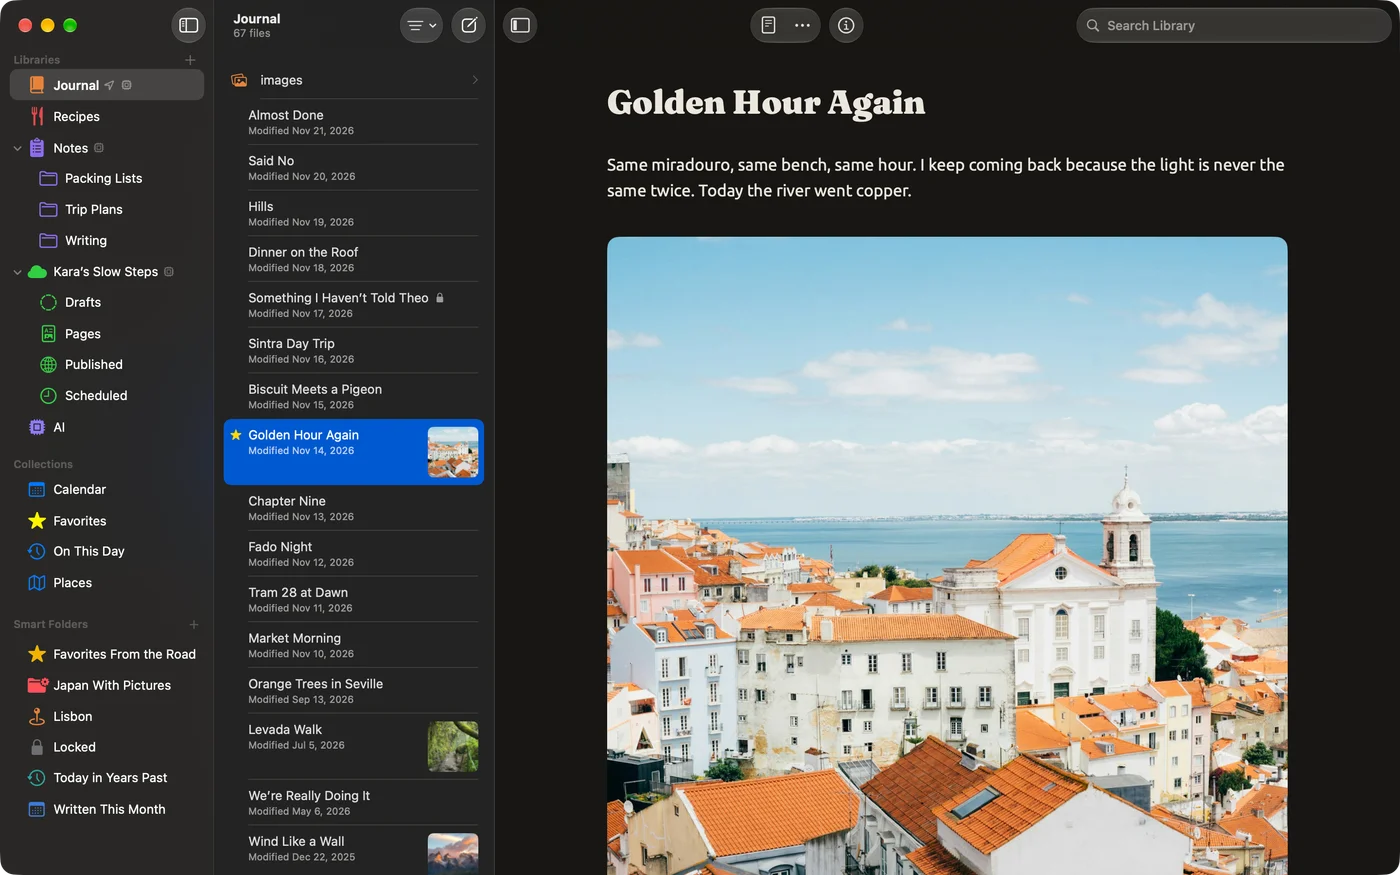 Libraries
Journal
Recipes
Notes
Packing Lists
Trip Plans
Writing
Kara's Slow Steps
Drafts
Pages
Published
Scheduled
AI
Collections
Calendar
Favorites
On This Day
Places
Smart Folders
Favorites From the Road
Japan With Pictures
Lisbon
Locked
Today in Years Past
Written This Month
Journal
67 files
images
Almost Done
Modified Nov 21, 2026
Said No
Modified Nov 20, 2026
Hills
Modified Nov 19, 2026
Dinner on the Roof
Modified Nov 18, 2026
Something I Haven't Told Theo
Modified Nov 17, 2026
Sintra Day Trip
Modified Nov 16, 2026
Biscuit Meets a Pigeon
Modified Nov 15, 2026
Golden Hour Again
Modified Nov 14, 2026
Chapter Nine
Modified Nov 13, 2026
Fado Night
Modified Nov 12, 2026
Tram 28 at Dawn
Modified Nov 11, 2026
Market Morning
Modified Nov 10, 2026
Orange Trees in Seville
Modified Sep 13, 2026
Levada Walk
Modified Jul 5, 2026
We're Really Doing It
Modified May 6, 2026
Wind Like a Wall
Modified Dec 22, 2025
Search Library
Golden Hour Again
Same miradouro, same bench, same hour. I keep coming back because the light is never the
same twice. Today the river went copper.